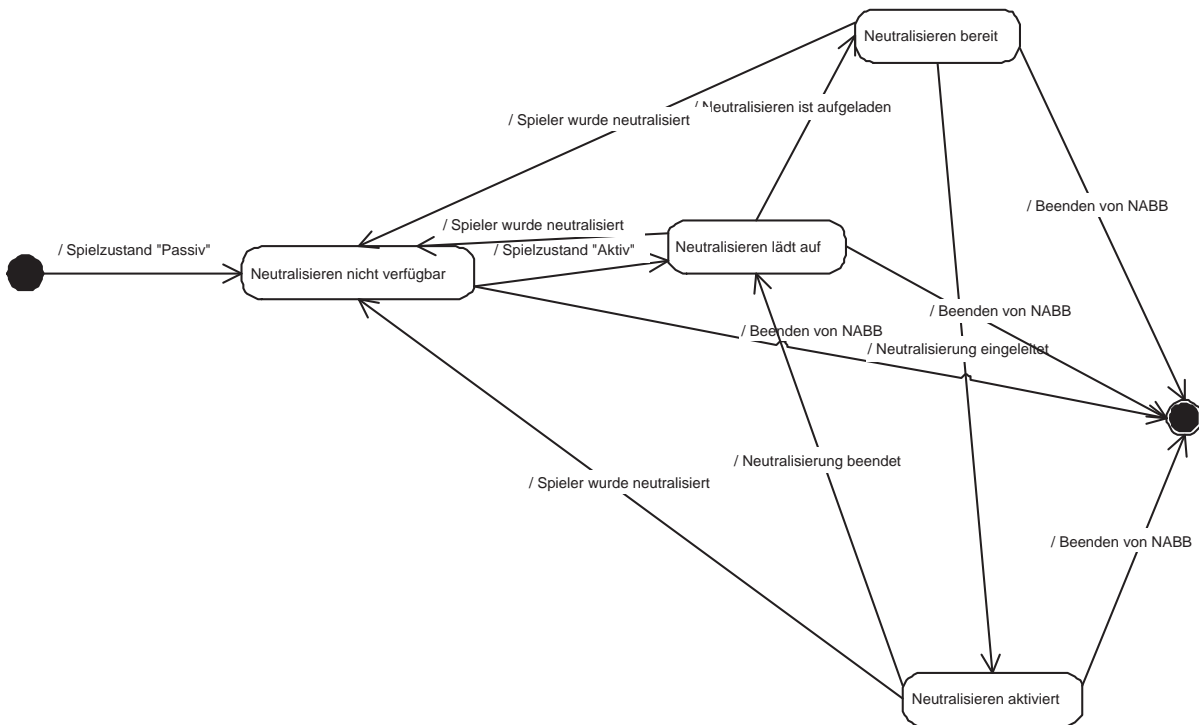 Neutralisieren bereit
/ Neutralisieren ist aufgeladen
/ Spieler wurde neutralisiert
/ Beenden von NABB
/ Spieler wurde neutralisiert
/ Spielzustand "Passiv"
/ Spielzustand "Aktiv"
Neutralisieren lädt auf
Neutralisieren nicht verfügbar
/ Beenden von NABB
/ Beenden von NABB
/ Neutralisierung eingeleitet
/ Neutralisierung beendet
/ Spieler wurde neutralisiert
/ Beenden von NABB
Neutralisieren aktiviert